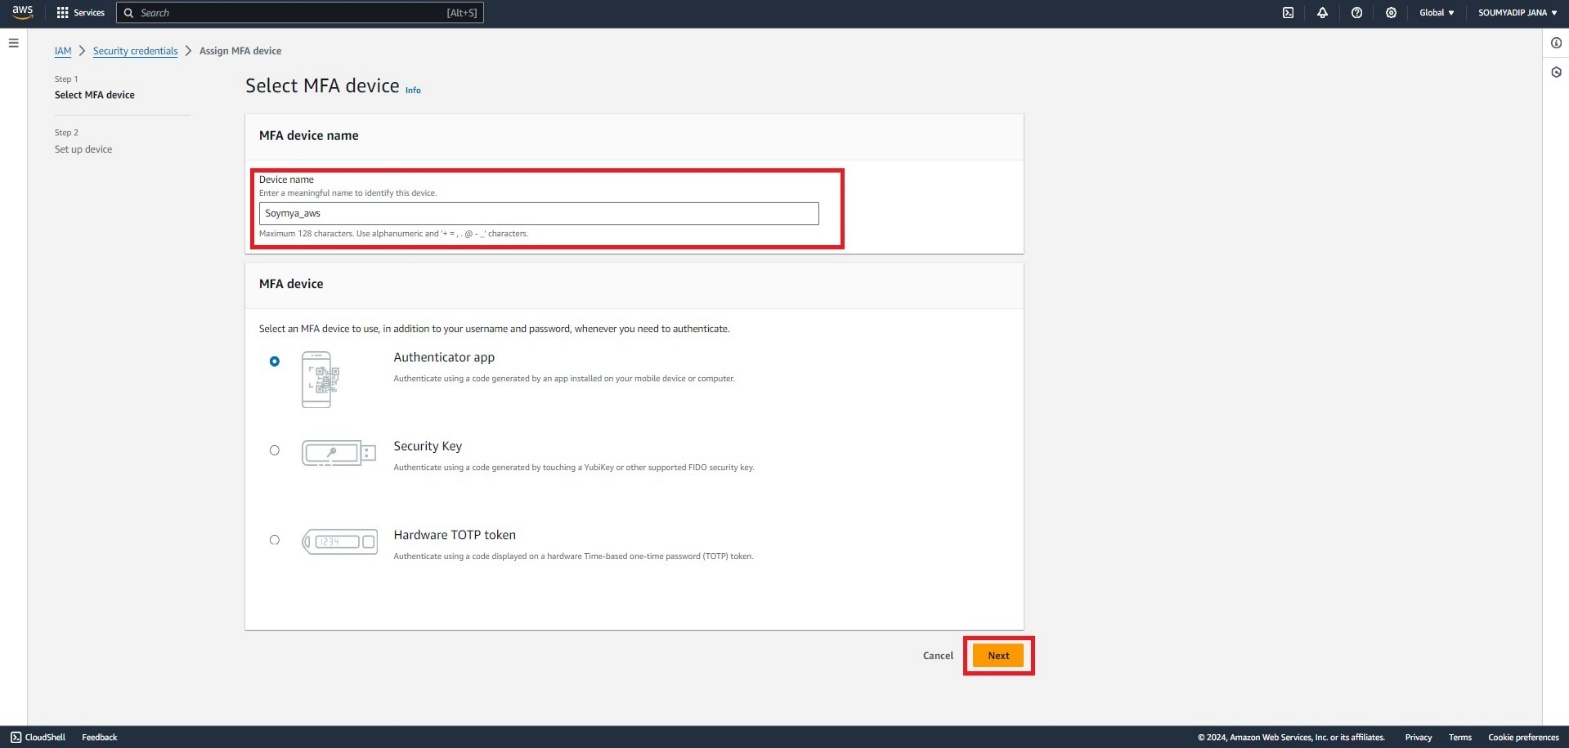 aws
Services
Search
[Alt+S]
Global
SOUMYADIP JANA
IAM > Security credentials > Assign MFA device
Step 1
Select MFA device
Step 2
Set up device
Select MFA device Info
MFA device name
Device name
Enter a meaningful name to identify this device.
Soymya_aws
Maximum 128 characters. Use alphanumeric and '+ = , . @ - _' characters.
MFA device
Select an MFA device to use, in addition to your username and password, whenever you need to authenticate.
Authenticator app
Authenticate using a code generated by an app installed on your mobile device or computer.
Security Key
Authenticate using a code generated by touching a YubiKey or other supported FIDO security key.
1234
Hardware TOTP token
Authenticate using a code displayed on a hardware Time-based one-time password (TOTP) token.
Cancel
Next
CloudShell
Feedback
© 2024, Amazon Web Services, Inc. or its affiliates.
Privacy
Terms
Cookie preferences